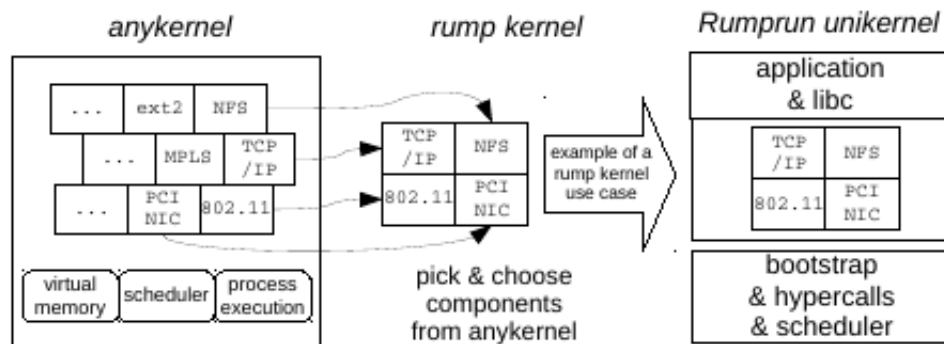 anykernel
... ext2 NFS
... MPLS TCP
/IP
... PCI
NIC 802.11
virtual
memory
scheduler
process
execution
rump kernel
TCP
/IP
NFS
802.11
PCI
NIC
pick & choose
components
from anykernel
example of a
rump kernel
use case
Rumprun unikernel
application
& libc
TCP
/IP
NFS
802.11
PCI
NIC
bootstrap
& hypercalls
& scheduler